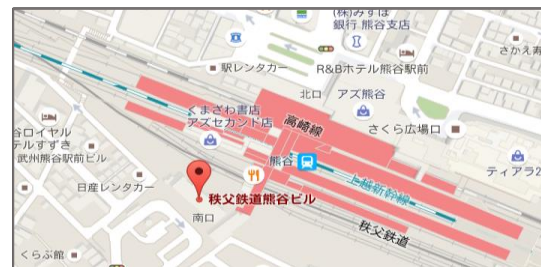 (株)みずほ
銀行 熊谷支店
さかえ寿
駅レンタカー
R&Bホテル熊谷駅前
北口
アズ熊谷
くまざわ書店
アズセカンド店
高崎線
さくら広場口
谷ロイヤル
テルすずき
武州熊谷駅前ビル
熊谷
ティアラ2
日産レンタカー
上越新幹線
秩父鉄道熊谷ビル
南口
秩父鉄道
くらぶ館